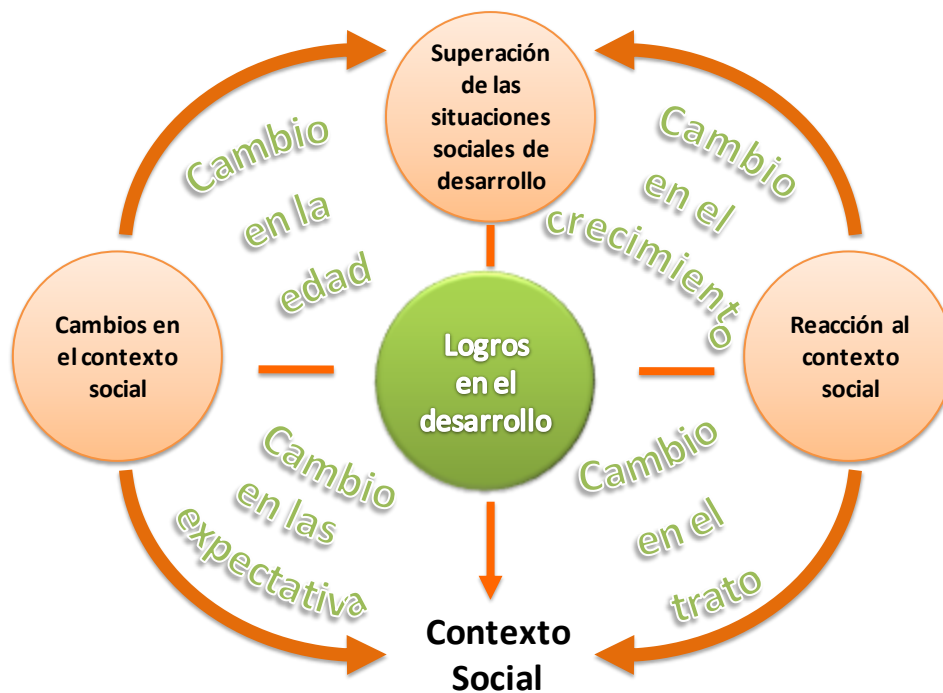 Superación
de las
situaciones
sociales de
desarrollo
Cambio
en la
edad
Cambio
en el
crecimiento
Cambios en
el contexto
social
Logros
en el
desarrollo
Reacción al
contexto
social
Cambio
en las
expectativa
Cambio
en el
trato
Contexto
Social